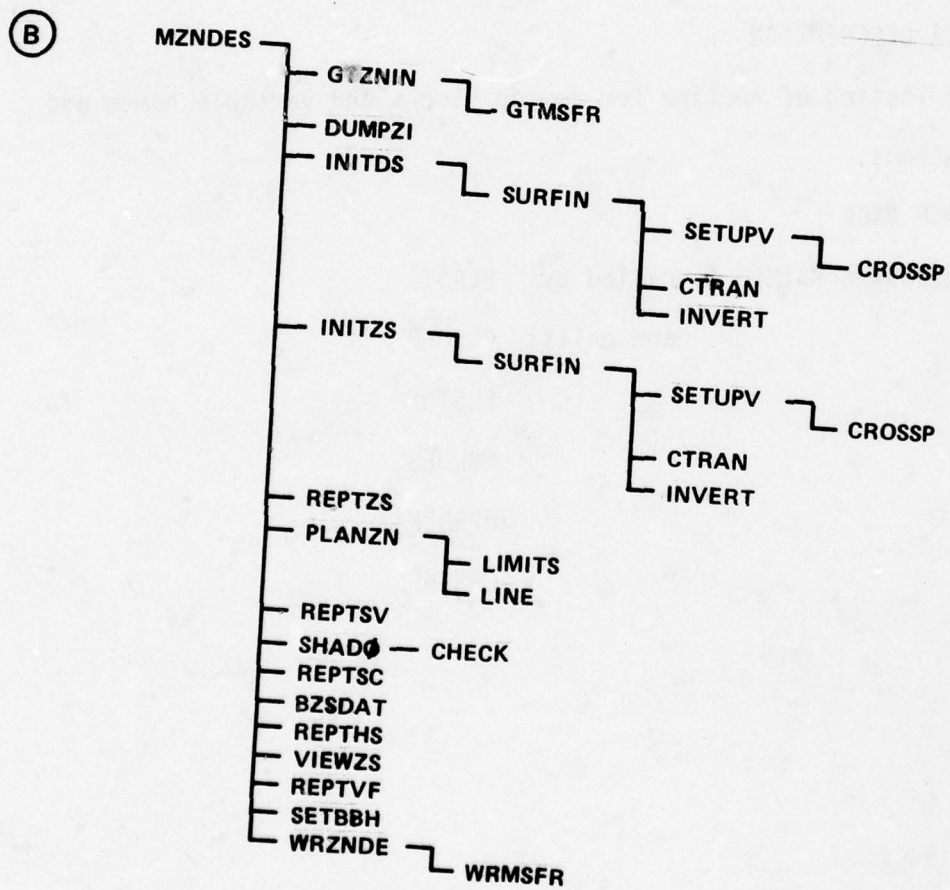 B
MZNDES
GTZNIN
GTMSFR
DUMPZI
INITDS
SURFIN
SETUPV
CROSSP
CTRAN
INVERT
INITZS
SURFIN
SETUPV
CROSSP
CTRAN
INVERT
REPTZS
PLANZN
LIMITS
LINE
REPTSV
SHADØ CHECK
REPTSC
BZSDAT
REPTHS
VIEWZS
REPTVF
SETBBH
WRZNDE
WRMSFR